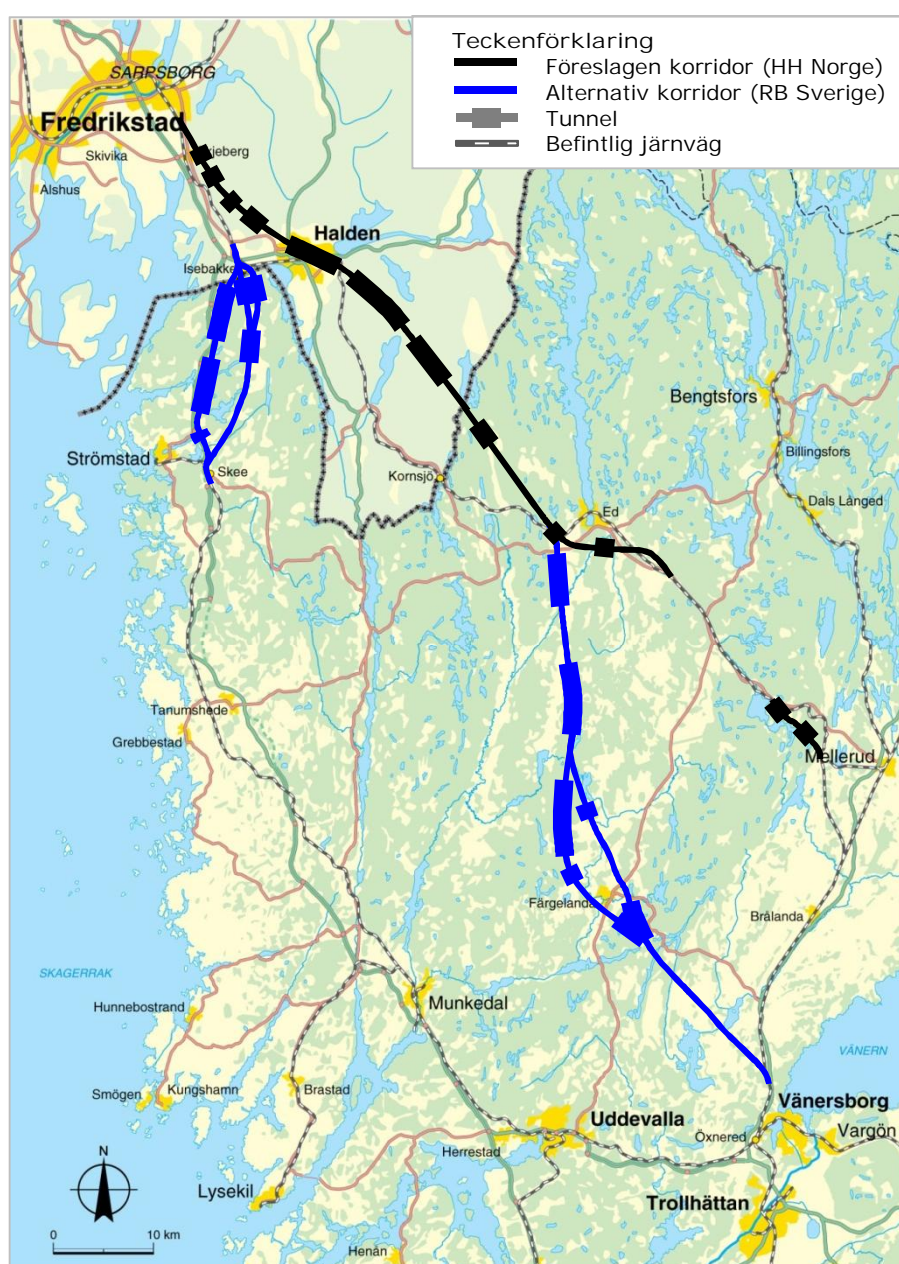 Teckenförklaring
Föreslagen korridor (HH Norge)
Alternativ korridor (RB Sverige)
Tunnel
Befintlig järnväg
SARPSBORG
Fredrikstad
Skivika
jeberg
Alshus
Halden
Isebakke
Bengtsfors
Strömstad
Billingsfors
Skee
Kornsjö
Dals Långed
Ed
Tanumshede
Grebbestad
Mellerud
Färgelanda
Brålanda
SKAGERRAK
Munkedal
Hunnebostrand
VÄNERN
Smögen
Kungshamn
Brastad
Vänersborg
Uddevalla
Öxnered
Vargön
Herrestad
N
Lysekil
Trollhättan
0
10 km
Henån